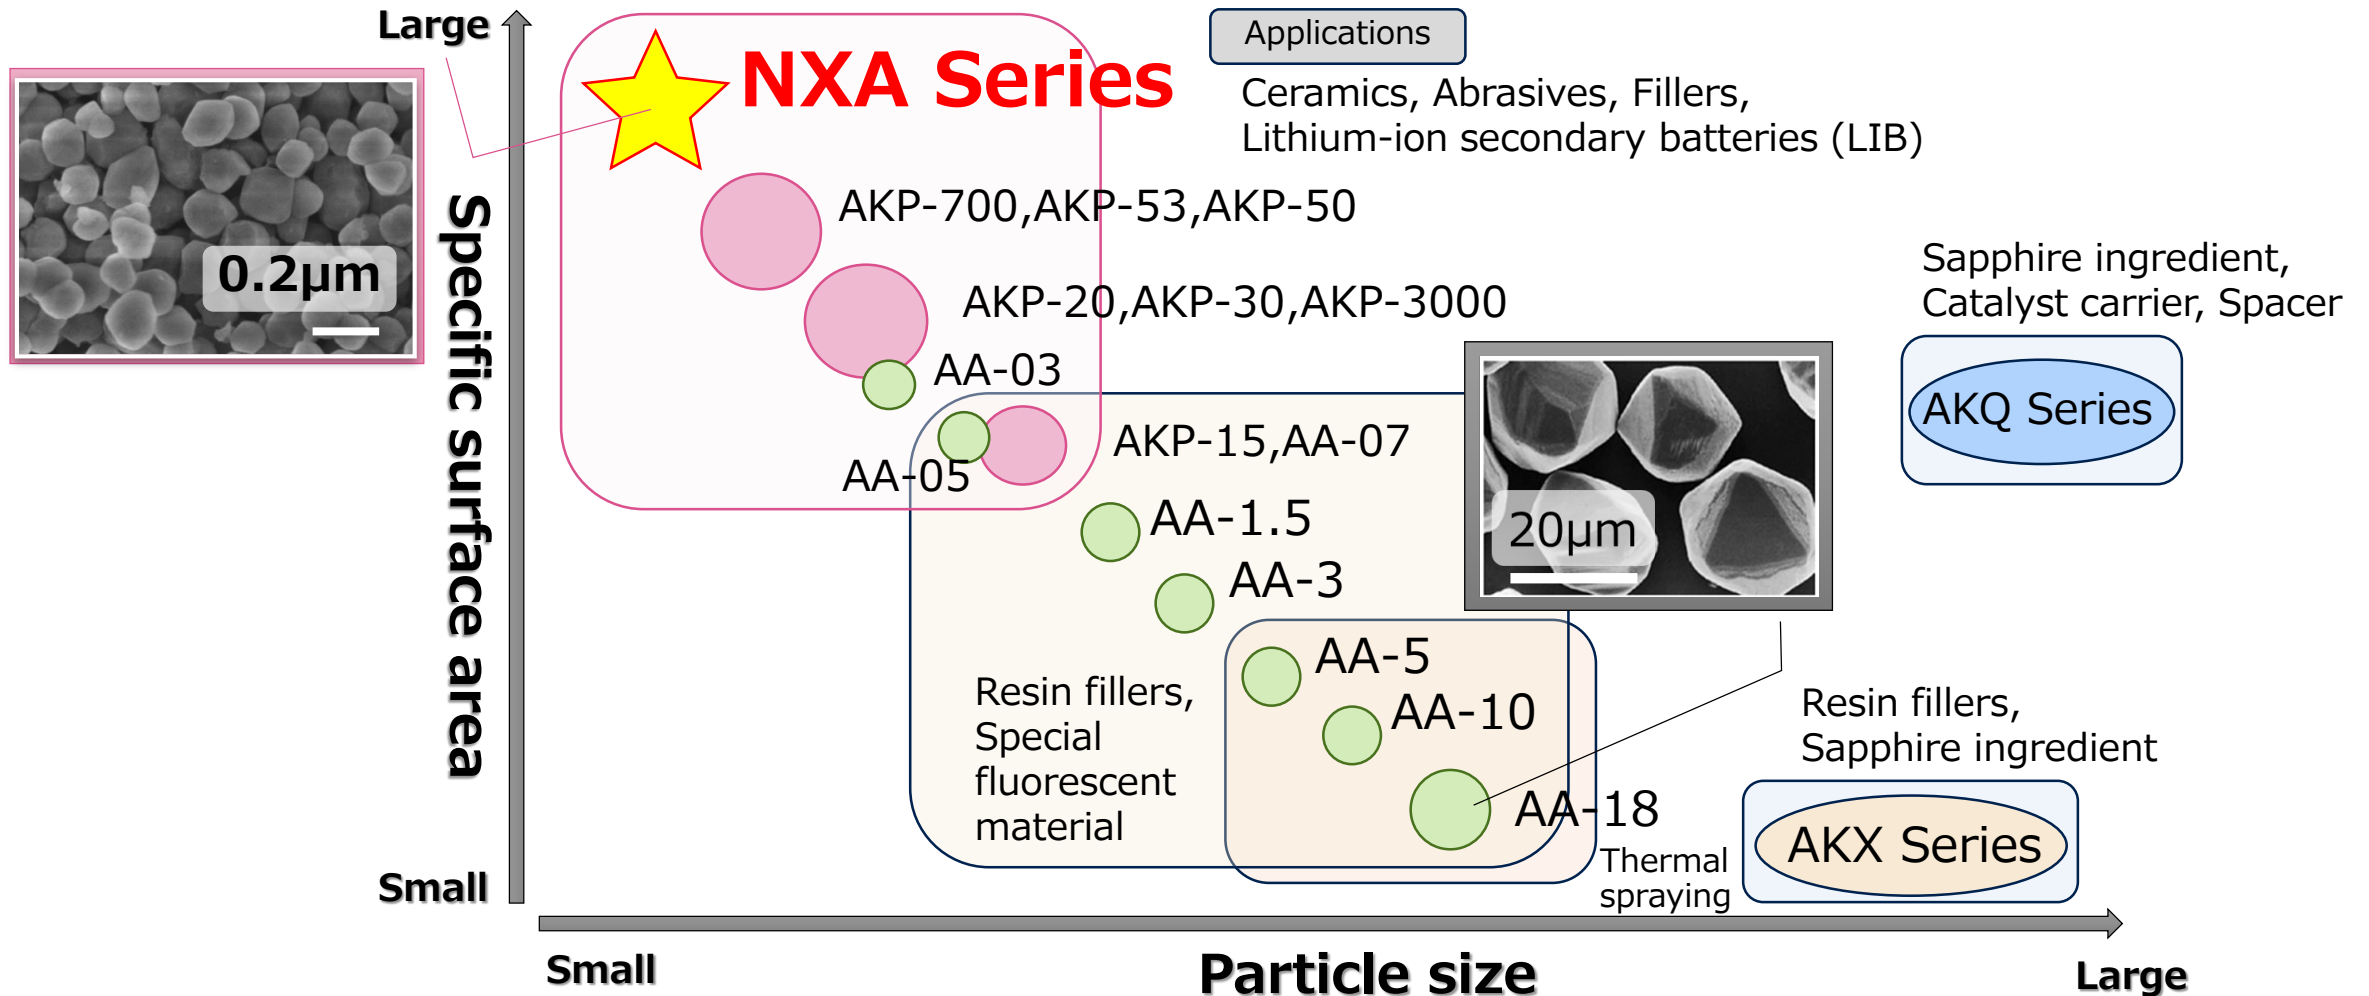 Large
NXA Series
Applications
Ceramics, Abrasives, Fillers,
Lithium-ion secondary batteries (LIB)
0.2μm
Specific surface area
AKP-700,AKP-53,AKP-50
AKP-20,AKP-30,AKP-3000
AA-03
AKP-15,AA-07
AA-05
AA-1.5
AA-3
AA-5
AA-10
AA-18
20μm
Sapphire ingredient,
Catalyst carrier, Spacer
AKQ Series
Resin fillers,
Special
fluorescent
material
Resin fillers,
Sapphire ingredient
AKX Series
Thermal
spraying
Small
Small
Particle size
Large